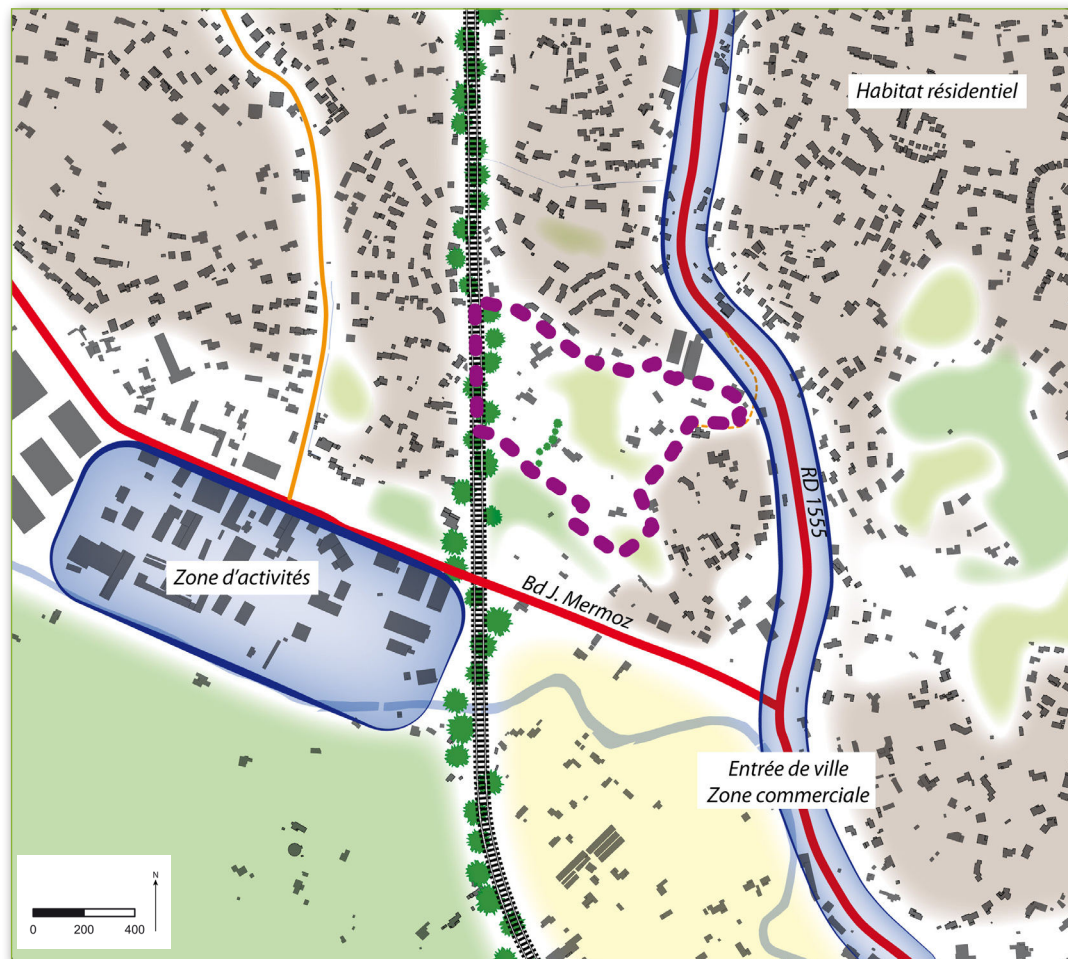 Habitat résidentiel
RD 1555
Zone d'activités
Bd J. Mermoz
Entrée de ville
Zone commerciale
N
0 200 400